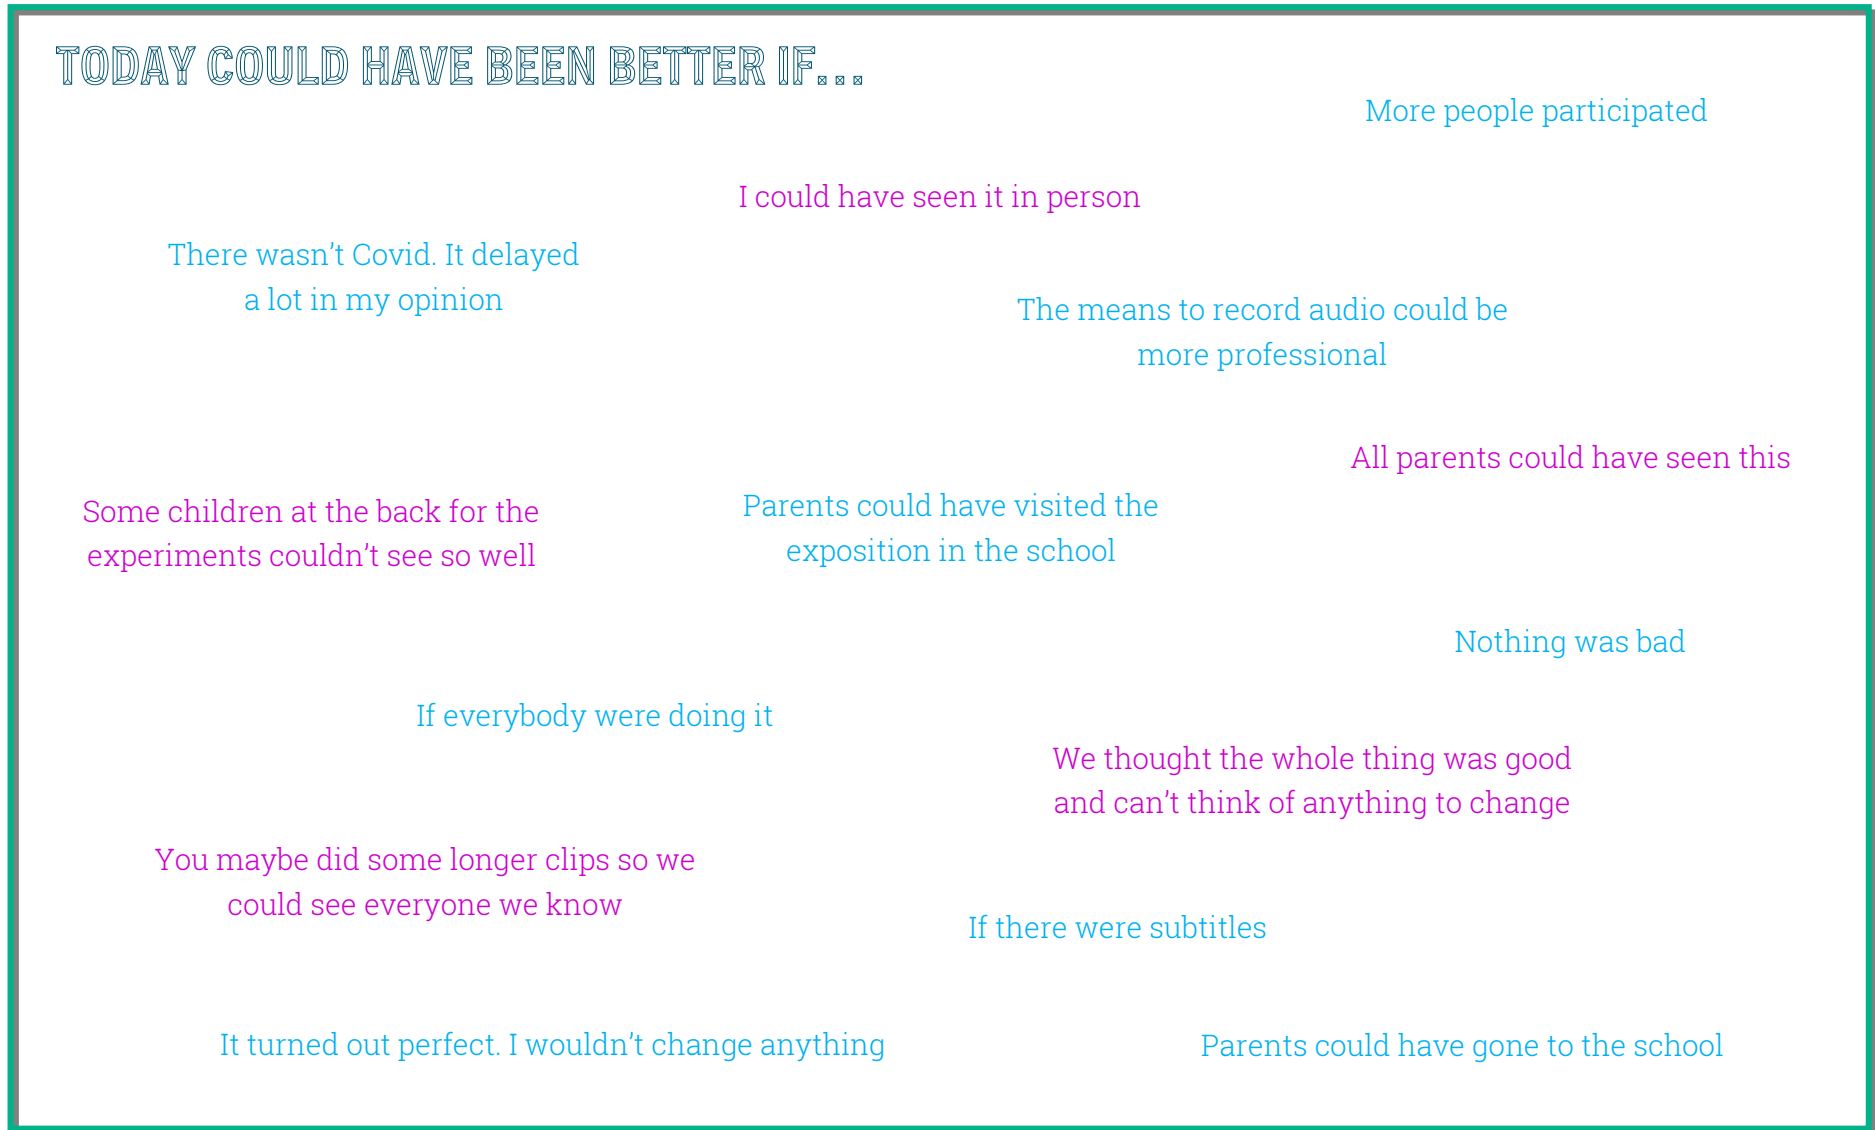 TODAY COULD HAVE BEEN BETTER IF...
More people participated
I could have seen it in person
There wasn't Covid. It delayed
a lot in my opinion
The means to record audio could be
more professional
All parents could have seen this
Some children at the back for the
experiments couldn't see so well
Parents could have visited the
exposition in the school
Nothing was bad
If everybody were doing it
We thought the whole thing was good
and can't think of anything to change
You maybe did some longer clips so we
could see everyone we know
If there were subtitles
It turned out perfect. I wouldn't change anything
Parents could have gone to the school